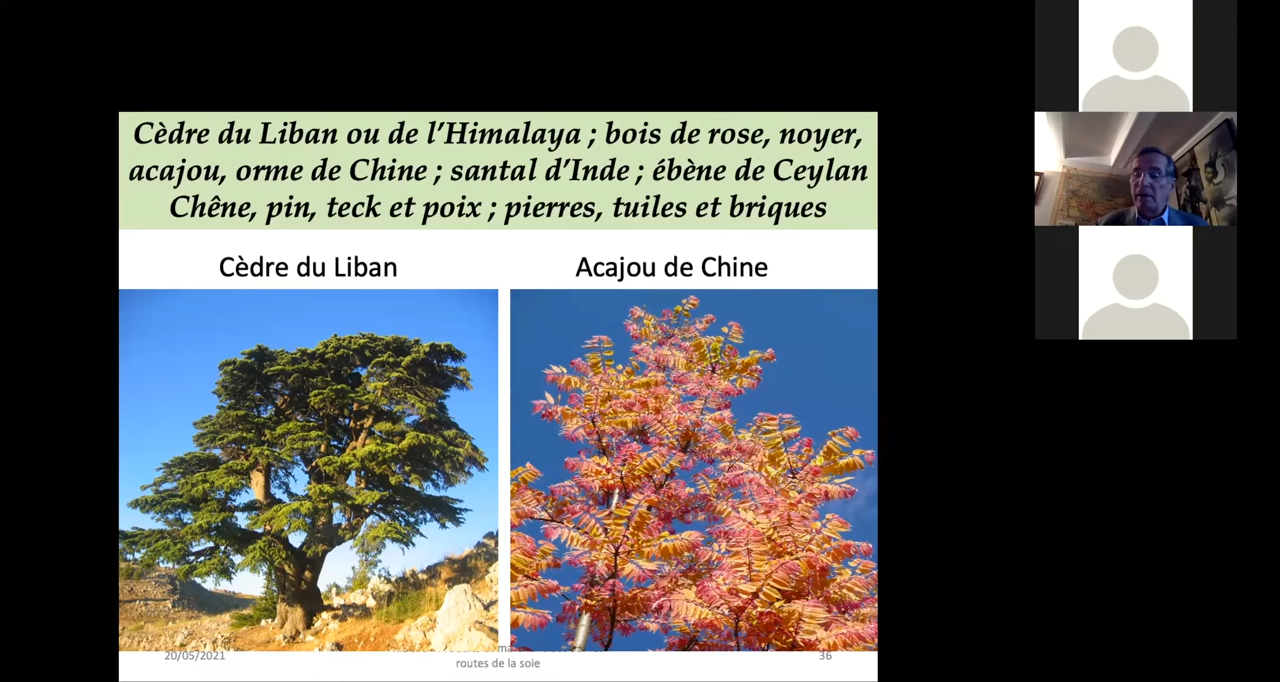 Cèdre du Liban ou de l’Himalaya ; bois de rose, noyer,
acajou, orme de Chine ; santal d’Inde ; ébène de Ceylan
Chêne, pin, teck et poix ; pierres, tuiles et briques
Cèdre du Liban
Acajou de Chine
20/05/2021
routes de la soie
36